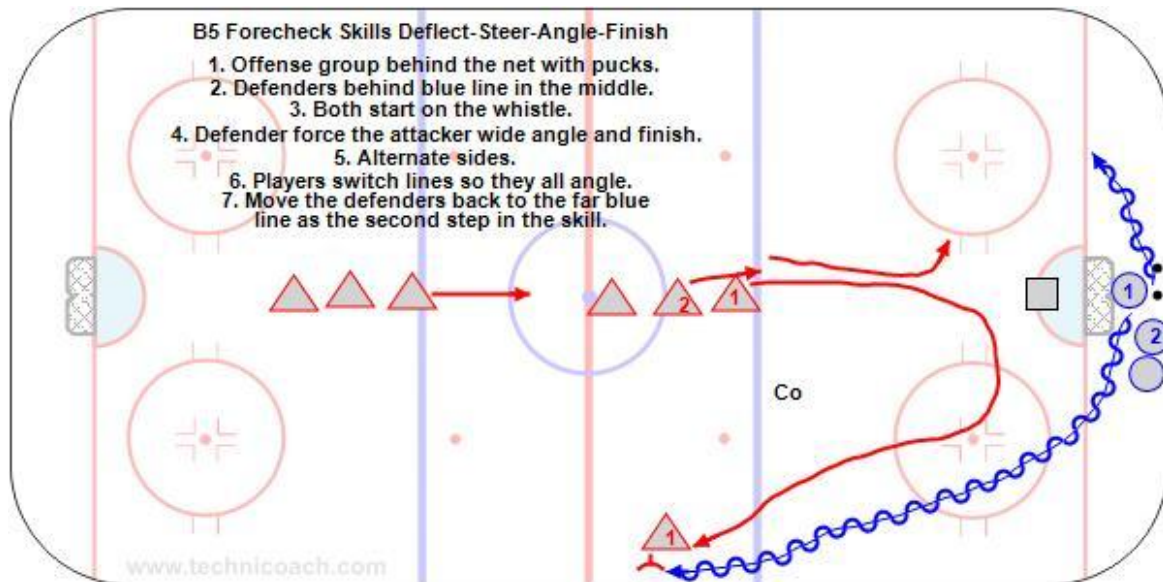 B5 Forecheck Skills Deflect-Steer-Angle-Finish
1. Offense group behind the net with pucks.
2. Defenders behind blue line in the middle.
3. Both start on the whistle.
4. Defender force the attacker wide angle and finish.
5. Alternate sides.
6. Players switch lines so they all angle.
7. Move the defenders back to the far blue
line as the second step in the skill.
2
1
1
2
Co
1
www.technicoach.com